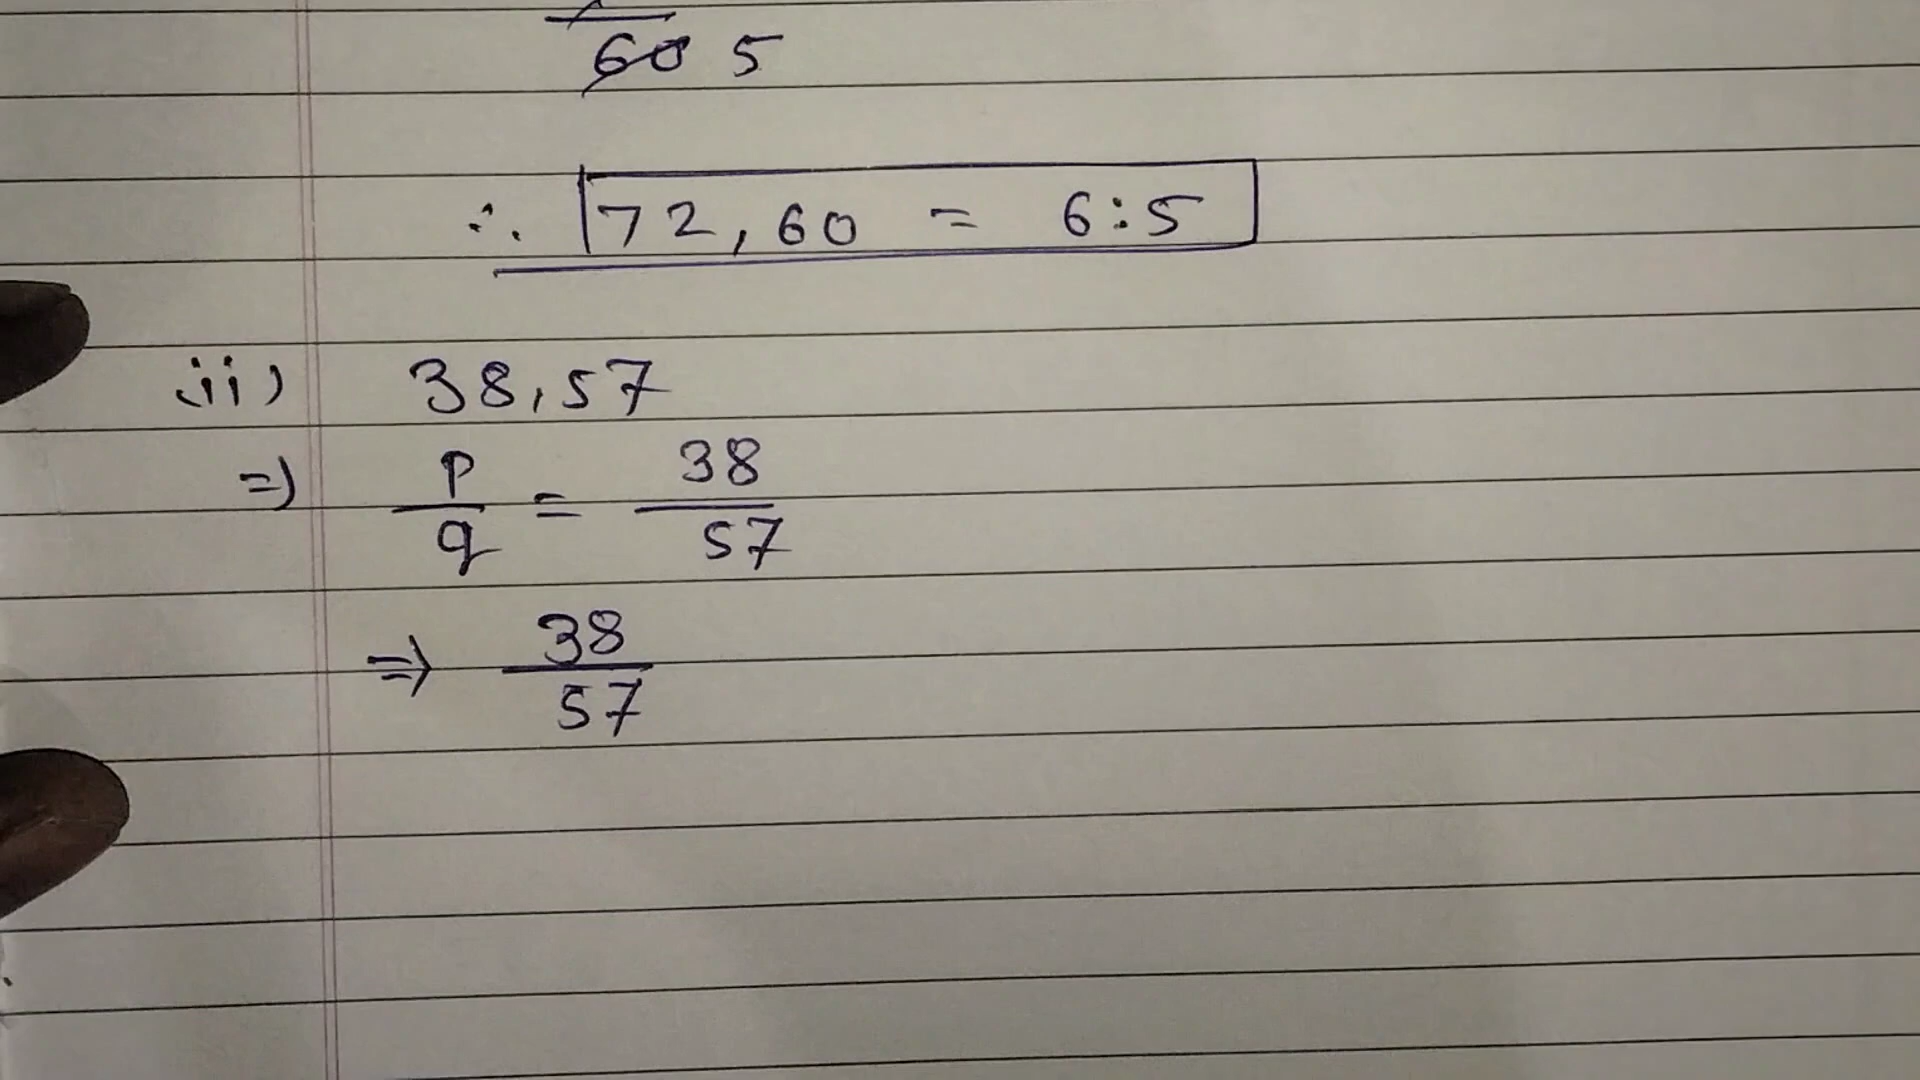 60 5
∴ 72, 60 = 6:5
ii) 38, 57
=) p/q = 38/57
=> 38/57